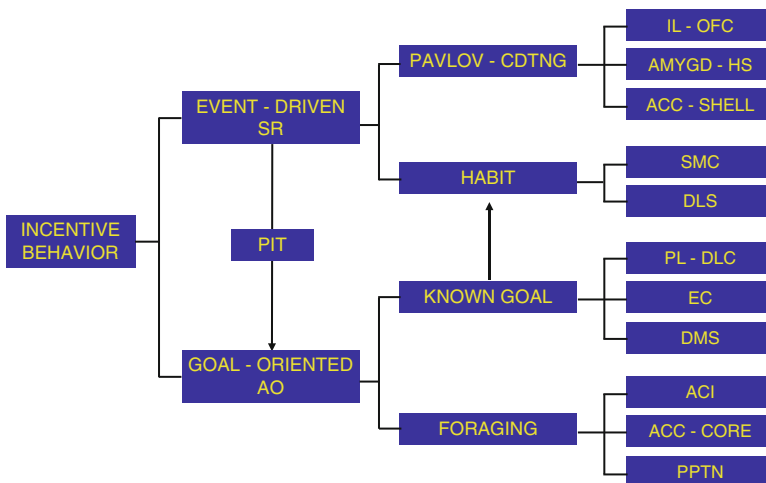 INCENTIVE
BEHAVIOR
EVENT - DRIVEN
SR
PIT
GOAL - ORIENTED
AO
PAVLOV - CDTNG
HABIT
KNOWN GOAL
FORAGING
IL - OFC
AMYGD - HS
ACC - SHELL
SMC
DLS
PL - DLC
EC
DMS
ACI
ACC - CORE
PPTN